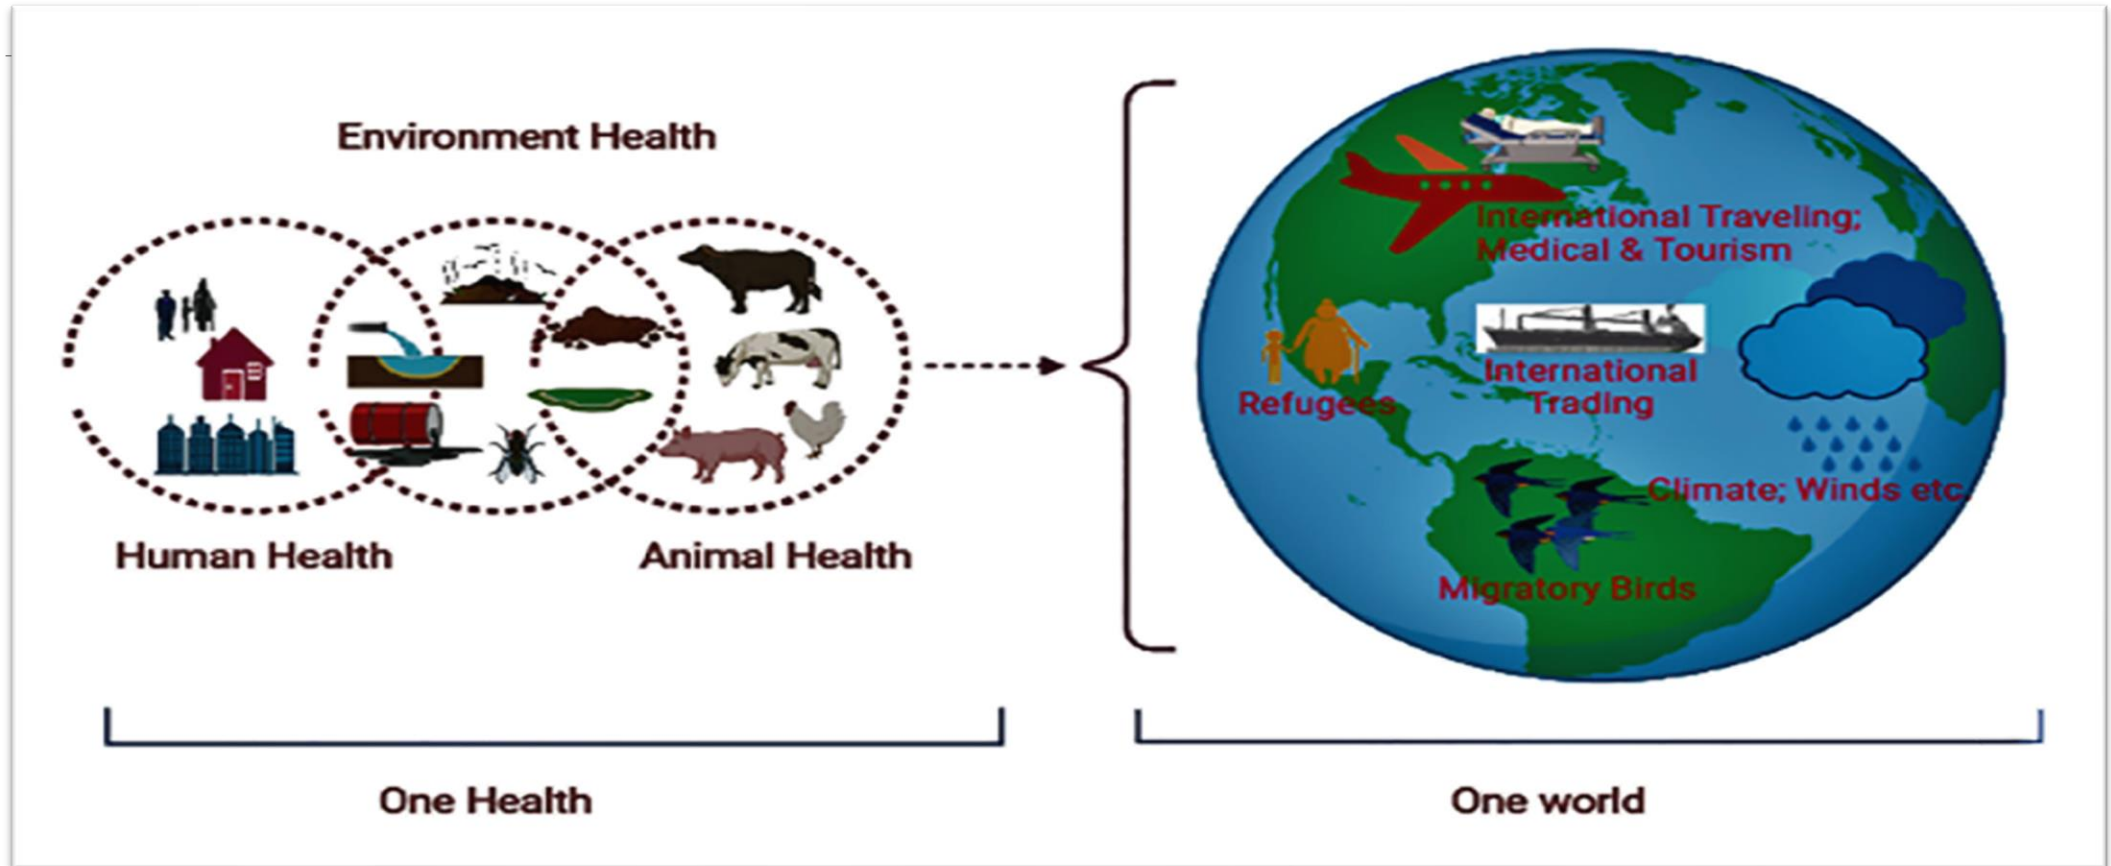 Environment Health
Human Health
Animal Health
One Health
International Traveling;
Medical & Tourism
International
Trading
Refugees
Climate; Winds etc.
Migratory Birds
One world